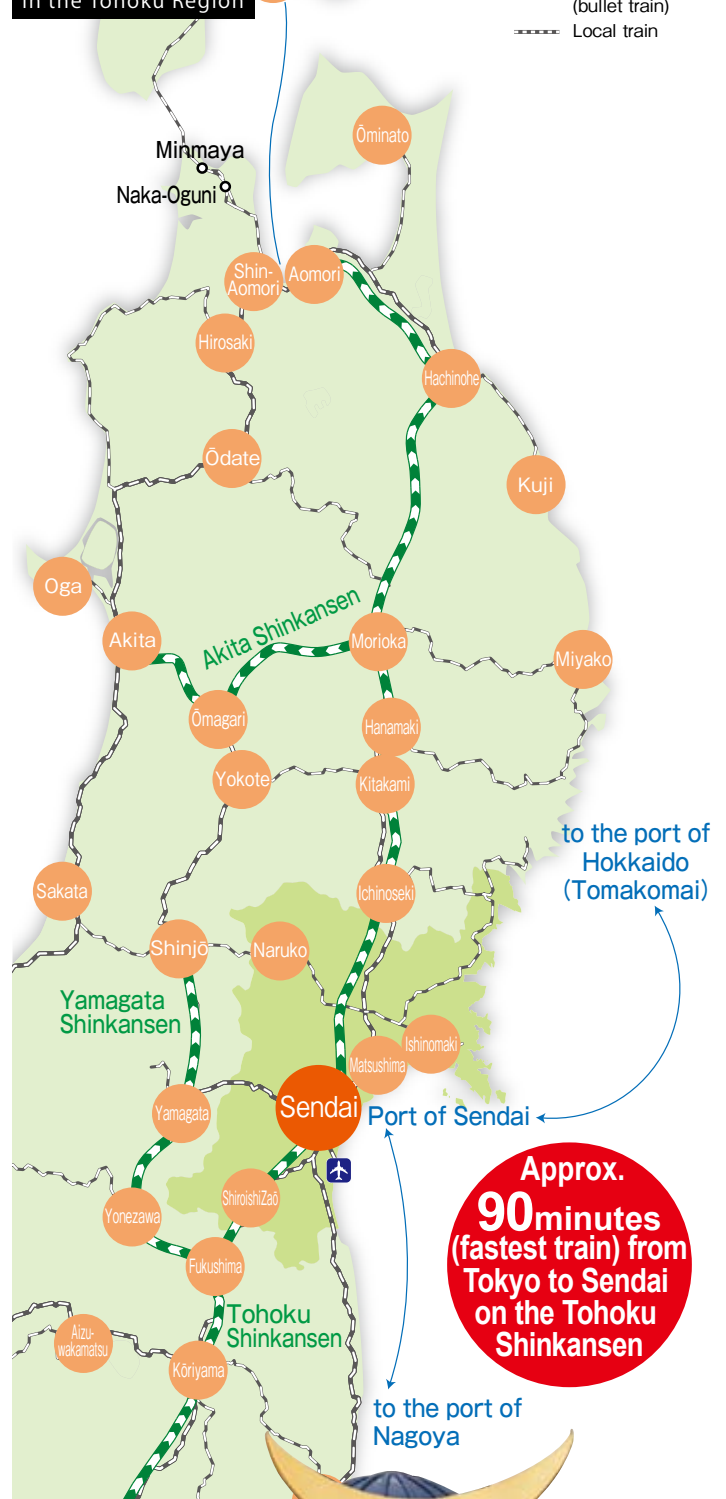 in the Tohoku Region
(bullet train)
Local train
Ōminato
Minmaya
Naka-Oguni
Shin-
Aomori
Aomori
Hirosaki
Hachinohe
Ōdate
Kuji
Oga
Akita
Akita Shinkansen
Morioka
Miyako
Ōmagari
Hanamaki
Yokote
Kitakami
to the port of
Hokkaido
(Tomakomai)
Sakata
Ichinoseki
Shinjō
Naruko
Yamagata
Shinkansen
Ishinomaki
Matsushima
Yamagata
Sendai
Port of Sendai
Approx.
90minutes
(fastest train) from
Tokyo to Sendai
on the Tohoku
Shinkansen
ShiroishiZaō
Yonezawa
Fukushima
Tohoku
Shinkansen
Aizu-
wakamatsu
Kōriyama
to the port of
Nagoya